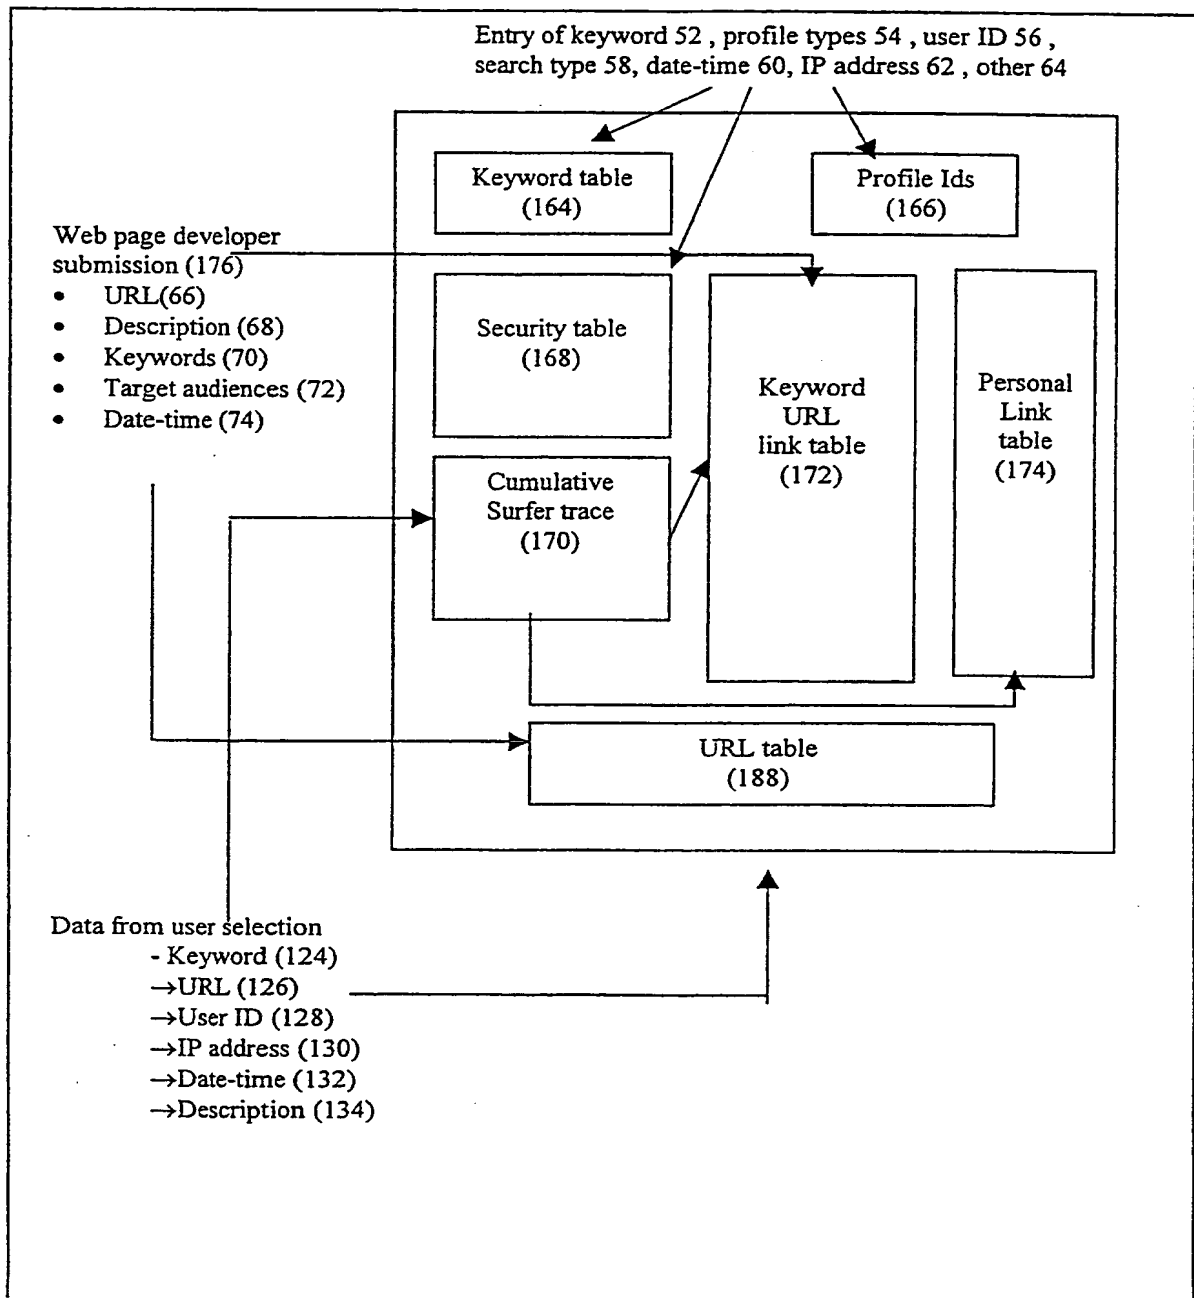 Entry of keyword 52 , profile types 54 , user ID 56 ,
search type 58, date-time 60, IP address 62 , other 64
Keyword table
(164)
Profile Ids
(166)
Web page developer
submission (176)
• URL(66)
• Description (68)
• Keywords (70)
• Target audiences (72)
• Date-time (74)
Security table
(168)
Keyword
URL
link table
(172)
Personal
Link
table
(174)
Cumulative
Surfer trace
(170)
URL table
(188)
Data from user selection
- Keyword (124)
→URL (126)
→User ID (128)
→IP address (130)
→Date-time (132)
→Description (134)